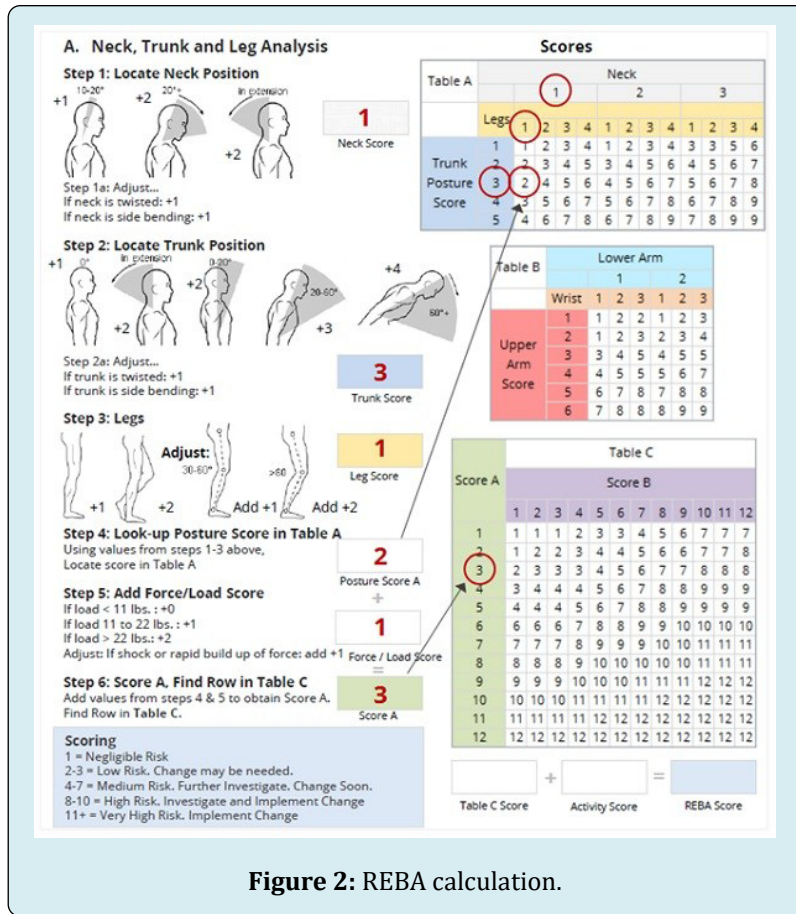 A. Neck, Trunk and Leg Analysis
Step 1: Locate Neck Position
+1
10-20°
+2
20°+
in extension
+2
1
Neck Score
Step 1a: Adjust...
If neck is twisted: +1
If neck is side bending: +1
Step 2: Locate Trunk Position
+1
0°
in extension
+2
+2
0-20°
20-60°
+3
+4
60°+
Step 2a: Adjust...
If trunk is twisted: +1
If trunk is side bending: +1
3
Trunk Score
Step 3: Legs
+1
+2
Adjust:
30-60°
Add +1
>60
Add +2
1
Leg Score
Step 4: Look-up Posture Score in Table A
Using values from steps 1-3 above,
Locate score in Table A
2
Posture Score A
+
Step 5: Add Force/Load Score
If load < 11 lbs. : +0
If load 11 to 22 lbs. : +1
If load > 22 lbs.: +2
Adjust: If shock or rapid build up of force: add +1
1
Force / Load Score
=
Step 6: Score A, Find Row in Table C
Add values from steps 4 & 5 to obtain Score A.
Find Row in Table C.
3
Score A
Scoring
1 = Negligible Risk
2-3 = Low Risk. Change may be needed.
4-7 = Medium Risk. Further Investigate. Change Soon.
8-10 = High Risk. Investigate and Implement Change
11+ = Very High Risk. Implement Change
Scores
Table A
Neck
1 2 3
Legs 1 2 3 4 1 2 3 4 1 2 3 4
Trunk Posture Score
1 1 2 3 4 1 2 3 4 3 3 5 6
2 2 3 4 5 3 4 5 6 4 5 6 7
3 2 4 5 6 4 5 6 7 5 6 7 8
4 3 5 6 7 5 6 7 8 6 7 8 9
5 4 6 7 8 6 7 8 9 7 8 9 9
Table B
Lower Arm
1 2
Wrist 1 2 3 1 2 3
Upper Arm Score
1 1 2 2 1 2 3
2 1 2 3 2 3 4
3 3 4 5 4 5 5
4 4 5 5 5 6 7
5 6 7 8 7 8 8
6 7 8 8 8 9 9
Score A
Table C
Score B
1 2 3 4 5 6 7 8 9 10 11 12
1 1 1 1 2 3 3 4 5 6 7 7 7
2 1 2 2 3 4 4 5 6 6 7 7 8
3 2 3 3 3 4 5 6 7 7 8 8 8
4 3 4 4 4 5 6 7 8 8 9 9 9
5 4 4 4 5 6 7 8 8 9 9 9 9
6 6 6 6 7 8 8 9 9 10 10 10 10
7 7 7 7 8 9 9 9 10 10 11 11 11
8 8 8 8 9 10 10 10 10 10 11 11 11
9 9 9 9 10 10 10 11 11 11 12 12 12
10 10 10 10 11 11 11 11 12 12 12 12 12
11 11 11 11 11 12 12 12 12 12 12 12 12
12 12 12 12 12 12 12 12 12 12 12 12 12
+
=
Table C Score
Activity Score
REBA Score
Figure 2: REBA calculation.